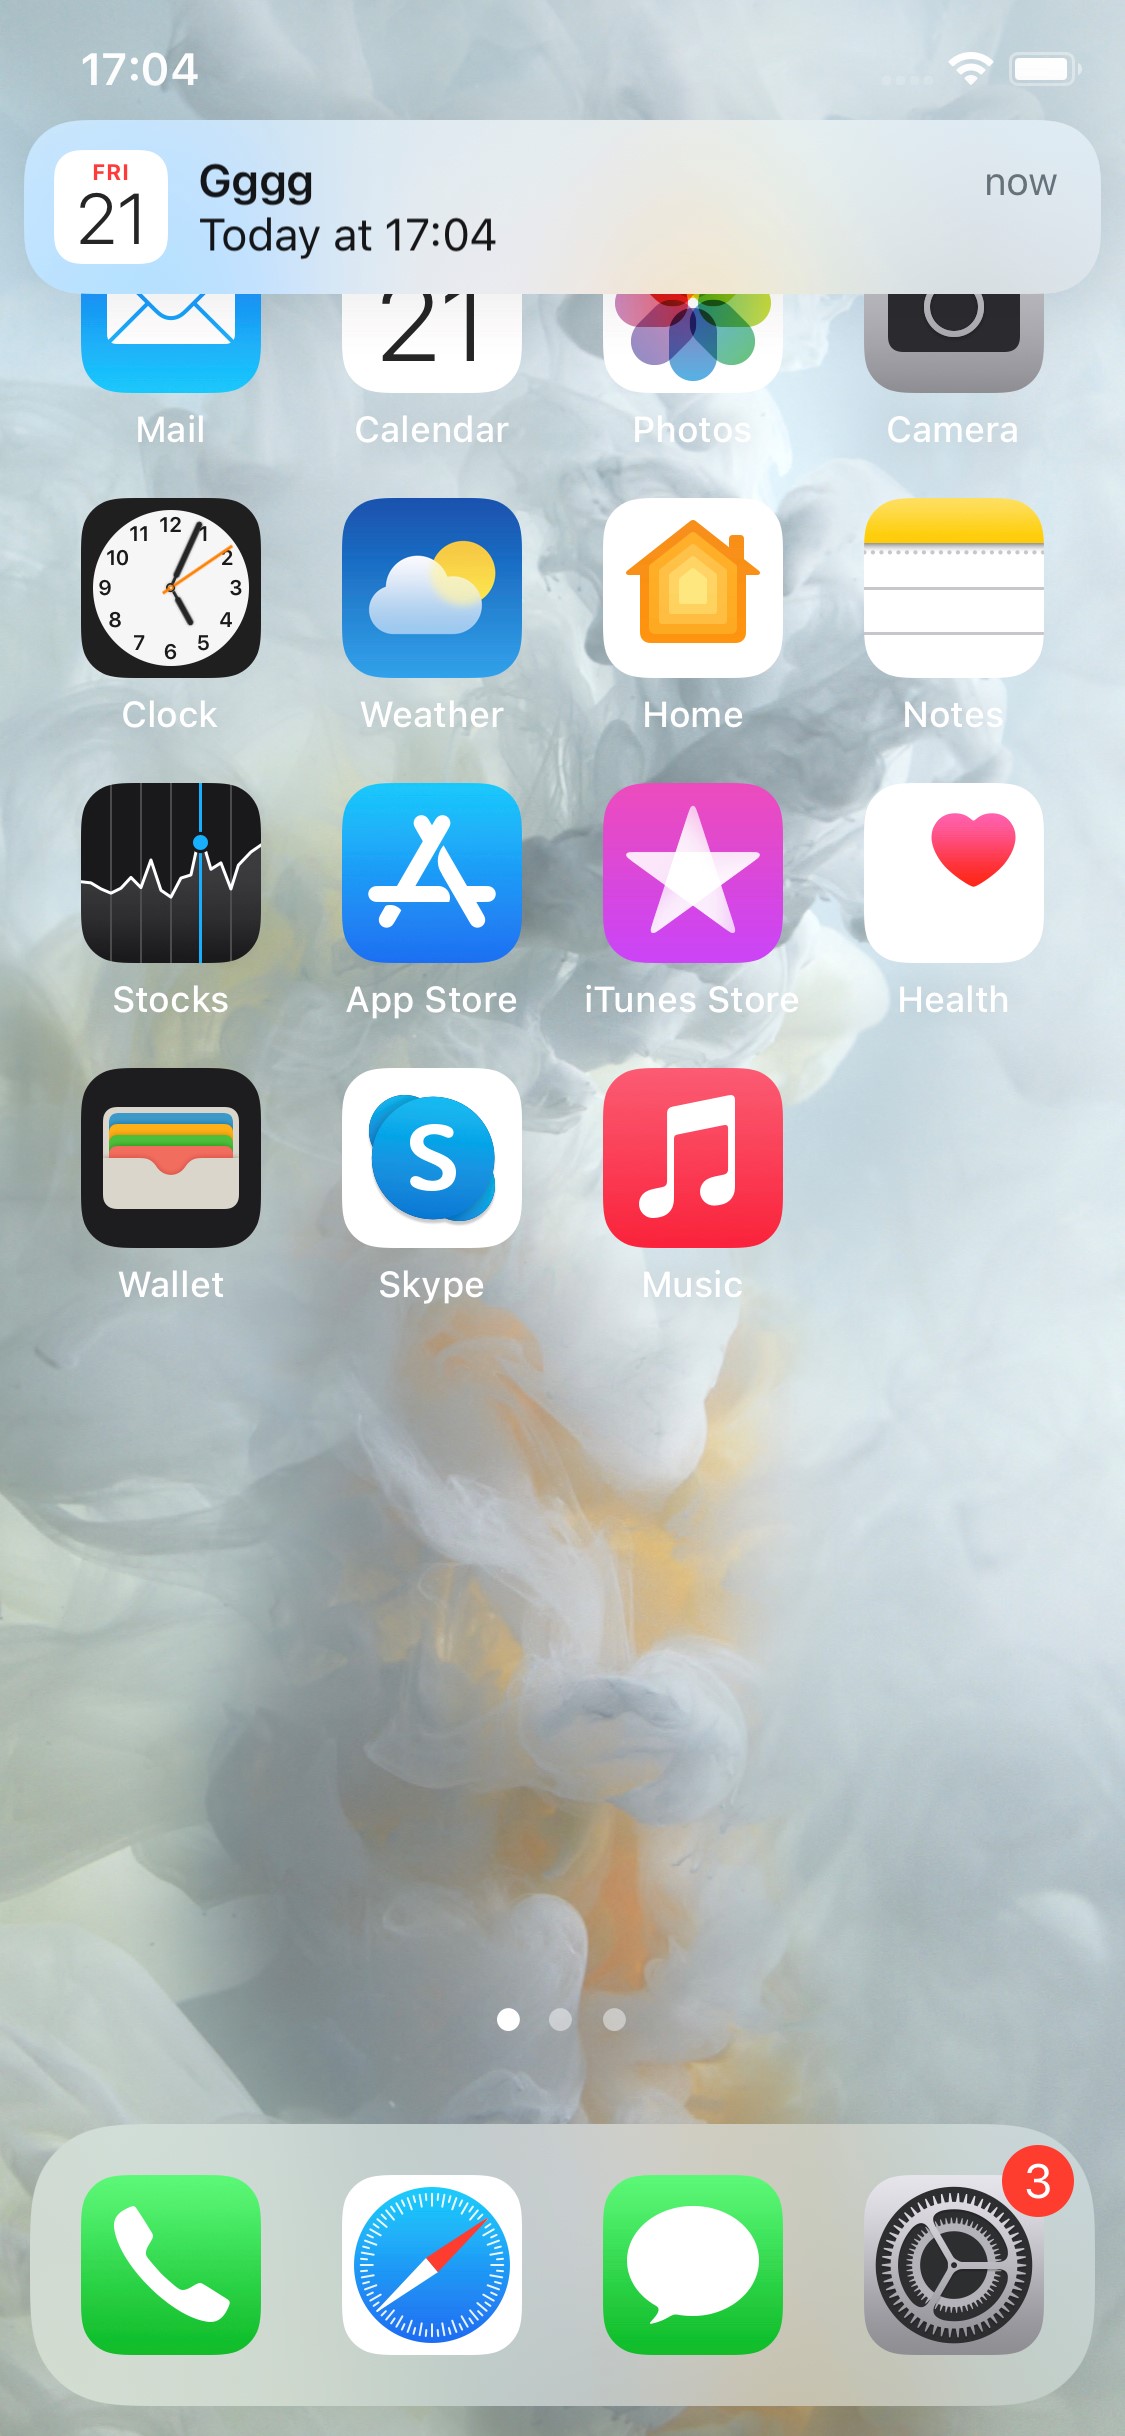 17:04
FRI
21
Gggg
now
Today at 17:04
21
Mail
Calendar
Photos
Camera
12
11
1
10
2
9
3
8
4
7
5
6
Clock
Weather
Home
Notes
Stocks
App Store
iTunes Store
Health
S
Wallet
Skype
Music
3